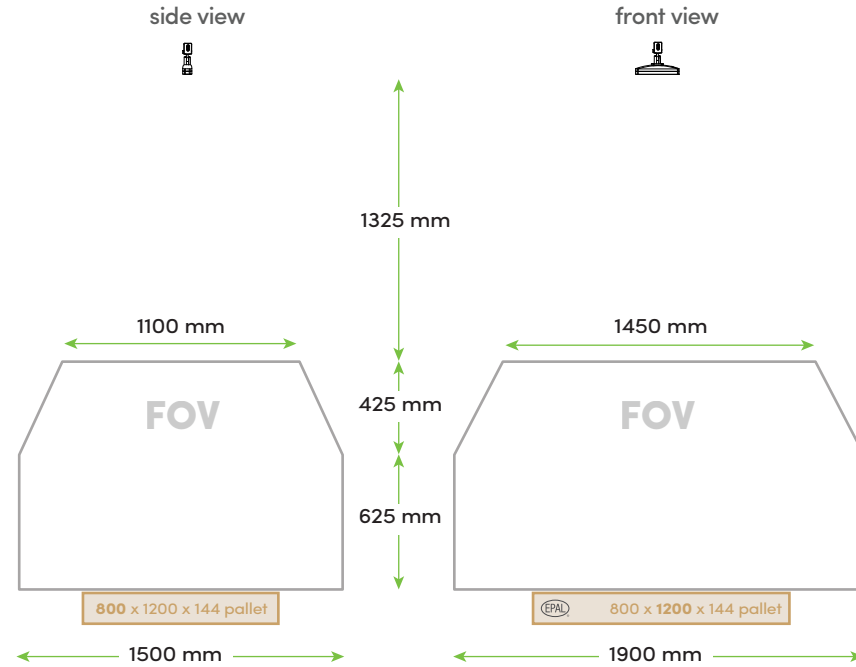 side view
front view
1325 mm
1100 mm
1450 mm
FOV
425 mm
FOV
625 mm
800 x 1200 x 144 pallet
EPAL
800 x 1200 x 144 pallet
1500 mm
1900 mm